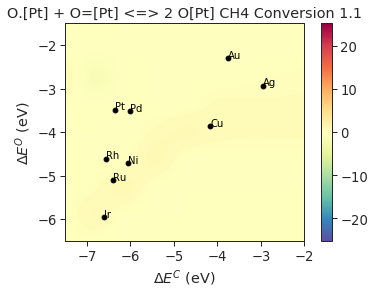 O.[Pt] + O=[Pt] <=> 2 O[Pt] CH4 Conversion 1.1
−2
−3
−4
−5
−6
ΔE^O (eV)
Au
Ag
Pt
Pd
Cu
Rh
Ni
Ru
Ir
−7
−6
−5
−4
−3
−2
ΔE^C (eV)
20
10
0
−10
−20